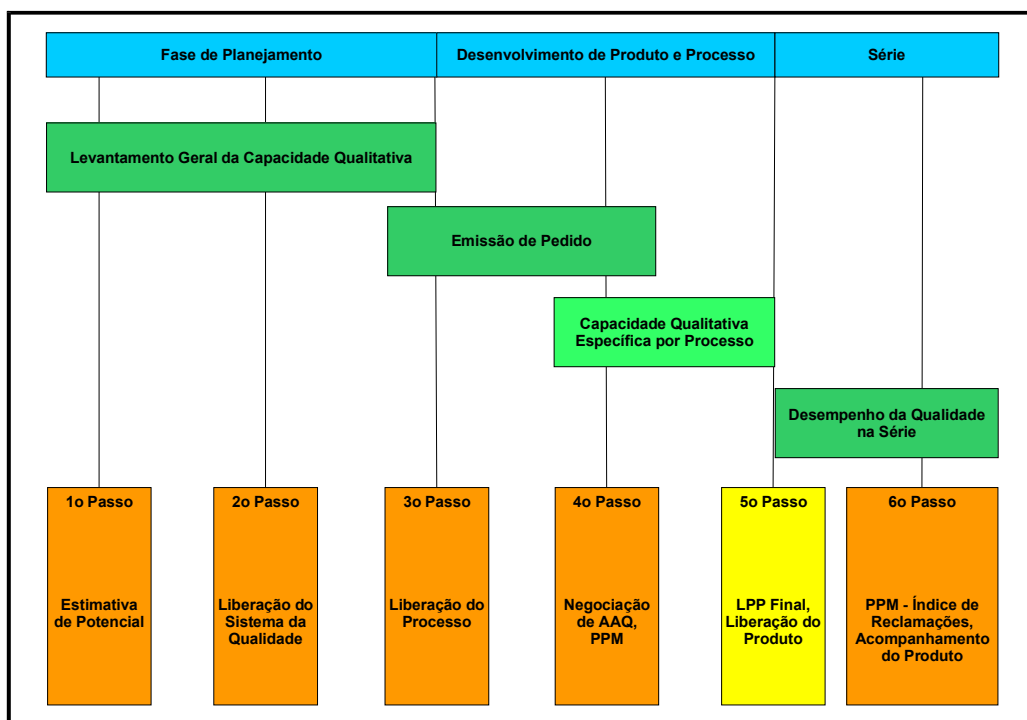 Fase de Planejamento
Desenvolvimento de Produto e Processo
Série
Levantamento Geral da Capacidade Qualitativa
Emissão de Pedido
Capacidade Qualitativa
Específica por Processo
Desempenho da Qualidade
na Série
1o Passo
Estimativa
de Potencial
2o Passo
Liberação do
Sistema da
Qualidade
3o Passo
Liberação do
Processo
4o Passo
Negociação
de AAQ,
PPM
5o Passo
LPP Final,
Liberação do
Produto
6o Passo
PPM - Índice de
Reclamações,
Acompanhamento
do Produto